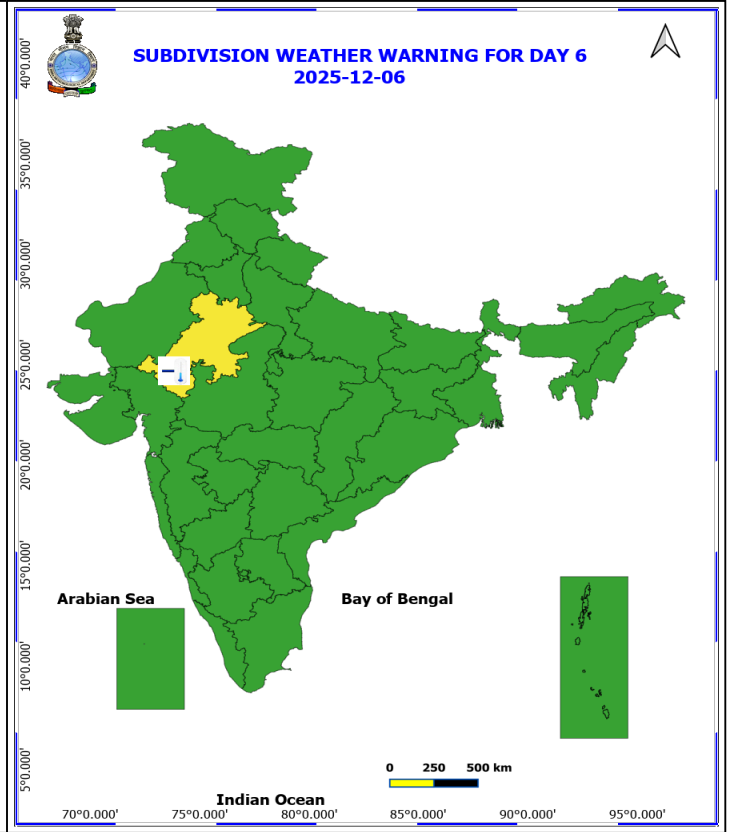 SUBDIVISION WEATHER WARNING FOR DAY 6
2025-12-06
40°0.000'
35°0.000'
30°0.000'
25°0.000'
20°0.000'
15°0.000'
10°0.000'
5°0.000'
Arabian Sea
Bay of Bengal
0 250 500 km
Indian Ocean
70°0.000' 75°0.000' 80°0.000' 85°0.000' 90°0.000' 95°0.000'